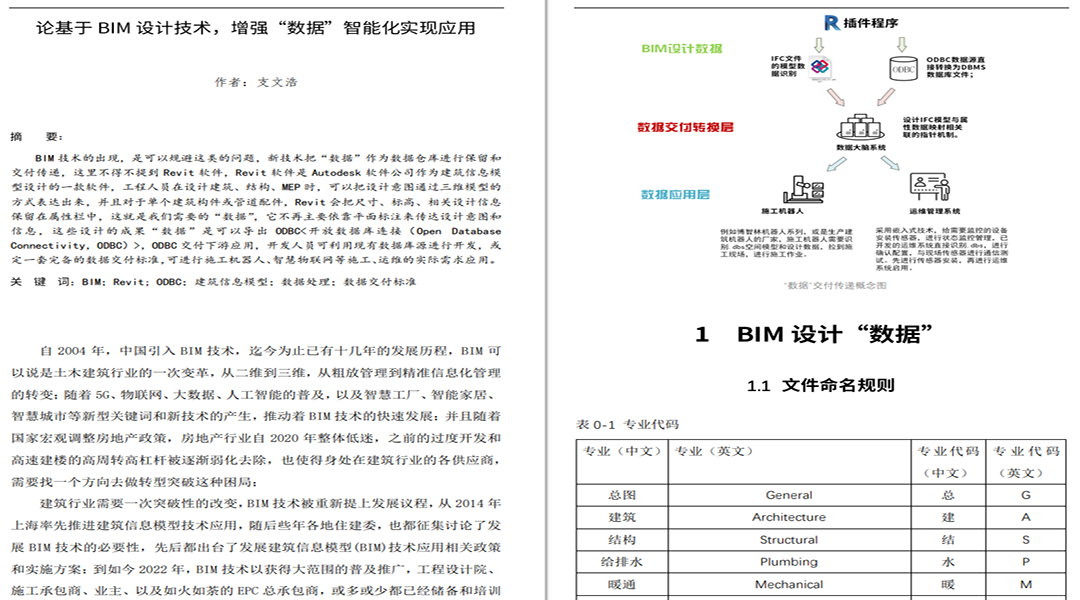 论基于 BIM 设计技术，增强“数据”智能化实现应用
作者：支文浩
摘 要：
BIM 技术的出现，是可以规避这类的问题，新技术把“数据”作为数据仓库进行保留和
交付传递，这里不得不提到 Revit 软件，Revit 软件是 Autodesk 软件公司作为建筑信息模
型设计的一款软件，工程人员在设计建筑、结构、MEP 时，可以把设计意图通过三维模型的
方式表达出来，并且对于单个建筑构件或管道配件，Revit 会把尺寸、标高、相关设计信息
保留在属性栏中，这就是我们需要的“数据”，它不再主要依靠平面标注来传达设计意图和
信息，这些设计的成果“数据”是可以导出 ODBC<开放数据库连接（Open Database
Connectivity，ODBC）>，ODBC 交付下游应用，开发人员可利用现有数据库源进行开发，或
定一套完备的数据交付标准，可进行施工机器人、智慧物联网等施工、运维的实际需求应用。
关 键 词：BIM；Revit；ODBC；建筑信息模型；数据处理；数据交付标准
自 2004 年，中国引入 BIM 技术，迄今为止已有十几年的发展历程，BIM 可
以说是土木建筑行业的一次变革，从二维到三维，从粗放管理到精准信息化管理
的转变；随着 5G、物联网、大数据、人工智能的普及，以及智慧工厂、智能家居、
智慧城市等新型关键词和新技术的产生，推动着 BIM 技术的快速发展；并且随着
国家宏观调整房地产政策，房地产行业自 2020 年整体低迷，之前的过度开发和
高速建楼的高周转高杠杆被逐渐弱化去除，也使得身处在建筑行业的各供应商，
需要找一个方向去做转型突破这种困局；
建筑行业需要一次突破性的改变，BIM 技术被重新提上发展议程，从 2014 年
上海率先推进建筑信息模型技术应用，随后些年各地住建委，也都征集讨论了发
展 BIM 技术的必要性，先后都出台了发展建筑信息模型(BIM)技术应用相关政策
和实施方案；到如今 2022 年，BIM 技术以获得大范围的普及推广，工程设计院、
施工承包商、业主、以及如火如荼的 EPC 总承包商，或多或少都已经储备和培训
R 插件程序
BIM设计数据
IFC文件
的模型数
据识别
ODBC
ODBC数据源直
接转换为DBMS
数据库文件；
数据交付转换层
设计IFC模型与属
性数据映射相关
联的指针机制。
数据大脑系统
数据应用层
施工机器人
运维管理系统
例如博智林机器人系列，或是生产建
筑机器人的厂家，施工机器人需要识
别 .dbs空间模型和设计数据，拉到施
工现场，进行施工作业。
采用嵌入式技术，给需要监控的设备
安装传感器，进行状态监控管理，已
开发的运维系统直接识别 .dbs，进行
确认配置，与现场传感器进行通信测
试。先进行传感器安装，再进行运维
系统启用。
“数据”交付传递概念图
1 BIM 设计“数据”
1.1 文件命名规则
表 0-1 专业代码
专业（中文） 专业（英文） 专业代码（中文） 专业代码（英文）
总图 General 总 G
建筑 Architecture 建 A
结构 Structural 结 S
给排水 Plumbing 水 P
暖通 Mechanical 暖 M